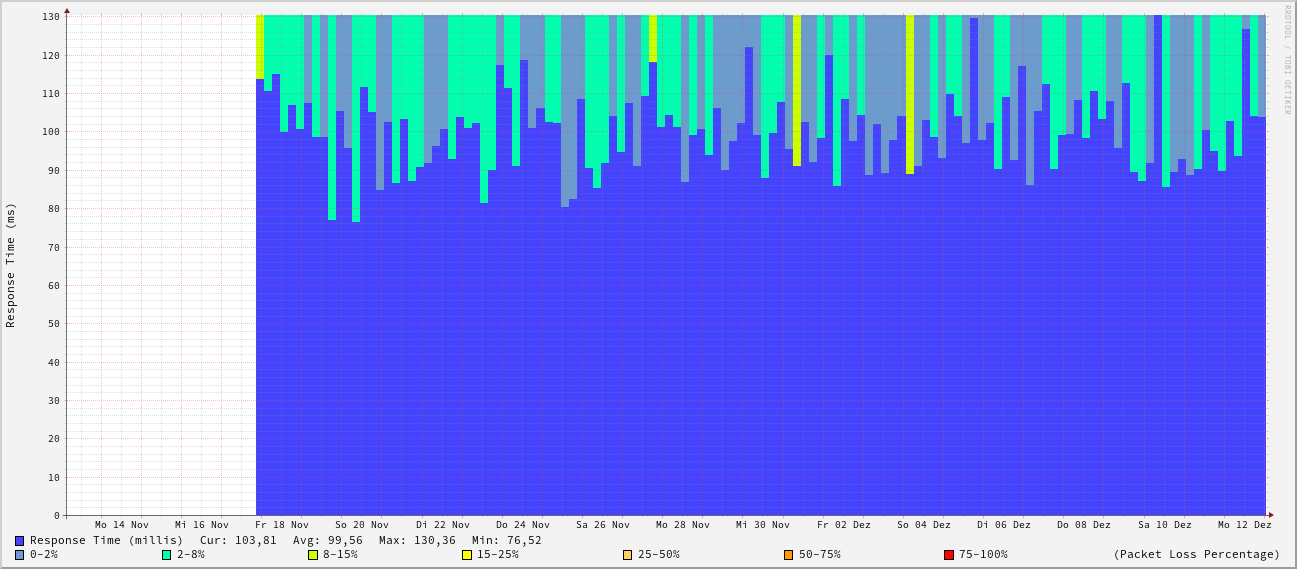 130
120
110
100
90
80
70
60
50
40
30
20
10
0
Response Time (ms)
RRDTOOL / TOBI OETIKER
Mo 14 Nov Mi 16 Nov Fr 18 Nov So 20 Nov Di 22 Nov Do 24 Nov Sa 26 Nov Mo 28 Nov Mi 30 Nov Fr 02 Dez So 04 Dez Di 06 Dez Do 08 Dez Sa 10 Dez Mo 12 Dez
Response Time (millis) Cur: 103,81 Avg: 99,56 Max: 130,36 Min: 76,52
0-2% 2-8% 8-15% 15-25% 25-50% 50-75% 75-100% (Packet Loss Percentage)